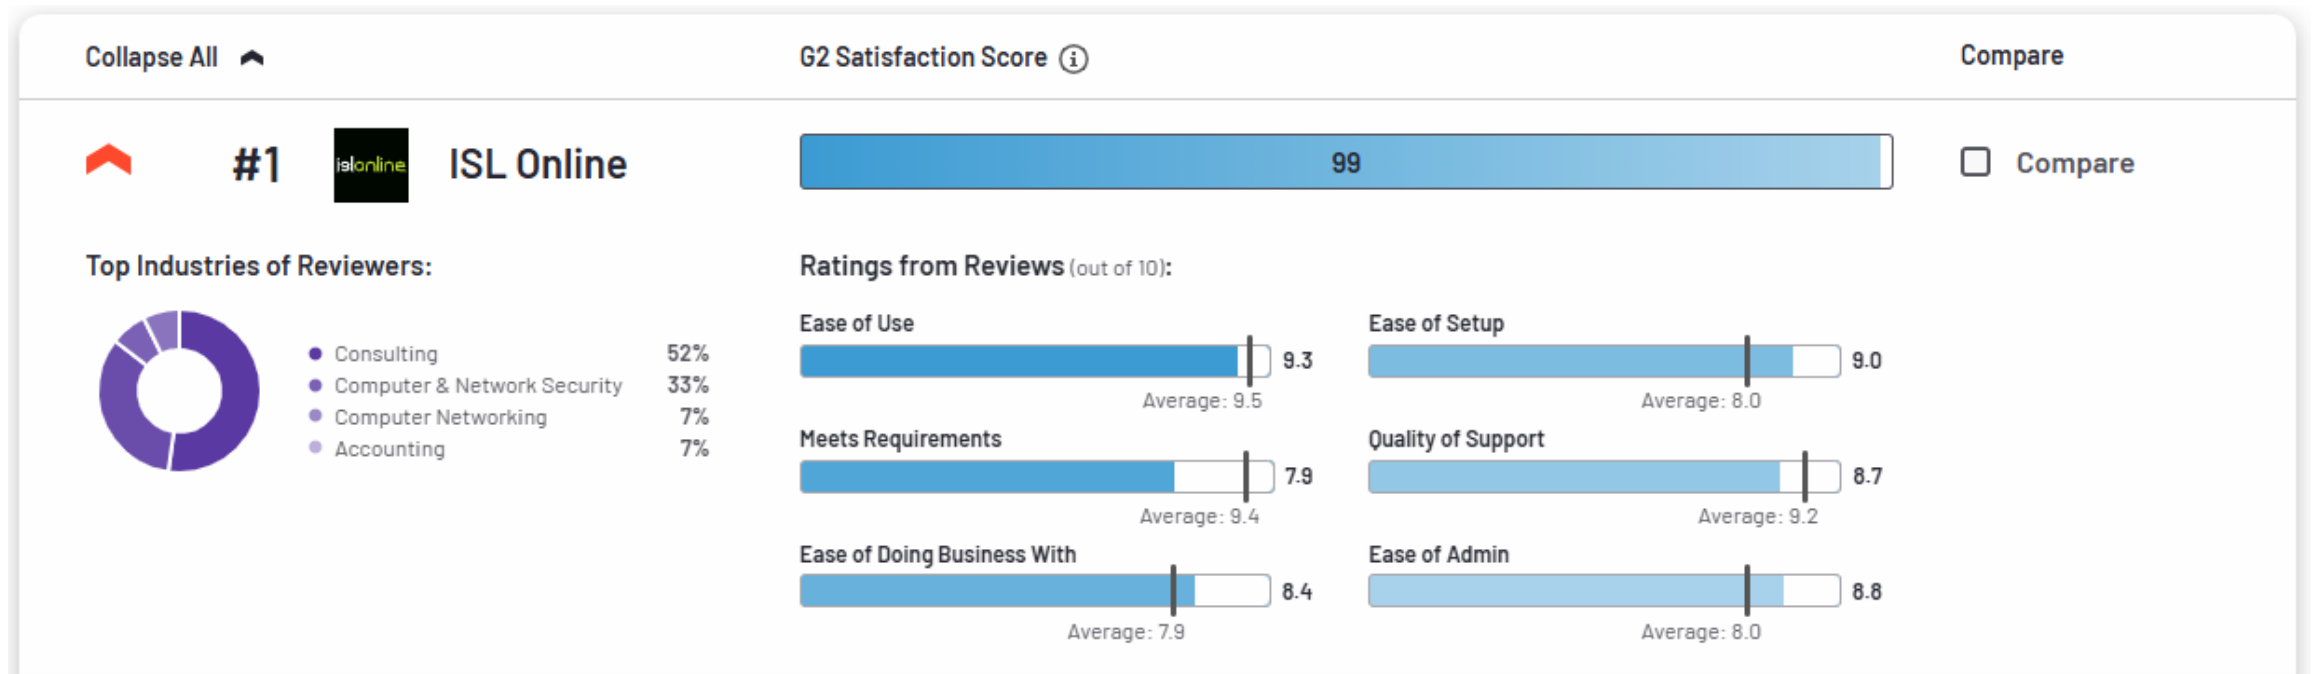 Collapse All
G2 Satisfaction Score
Compare
#1
islonline
ISL Online
99
Compare
Top Industries of Reviewers:
Consulting 52%
Computer & Network Security 33%
Computer Networking 7%
Accounting 7%
Ratings from Reviews (out of 10):
Ease of Use
9.3
Average: 9.5
Ease of Setup
9.0
Average: 8.0
Meets Requirements
7.9
Average: 9.4
Quality of Support
8.7
Average: 9.2
Ease of Doing Business With
8.4
Average: 7.9
Ease of Admin
8.8
Average: 8.0